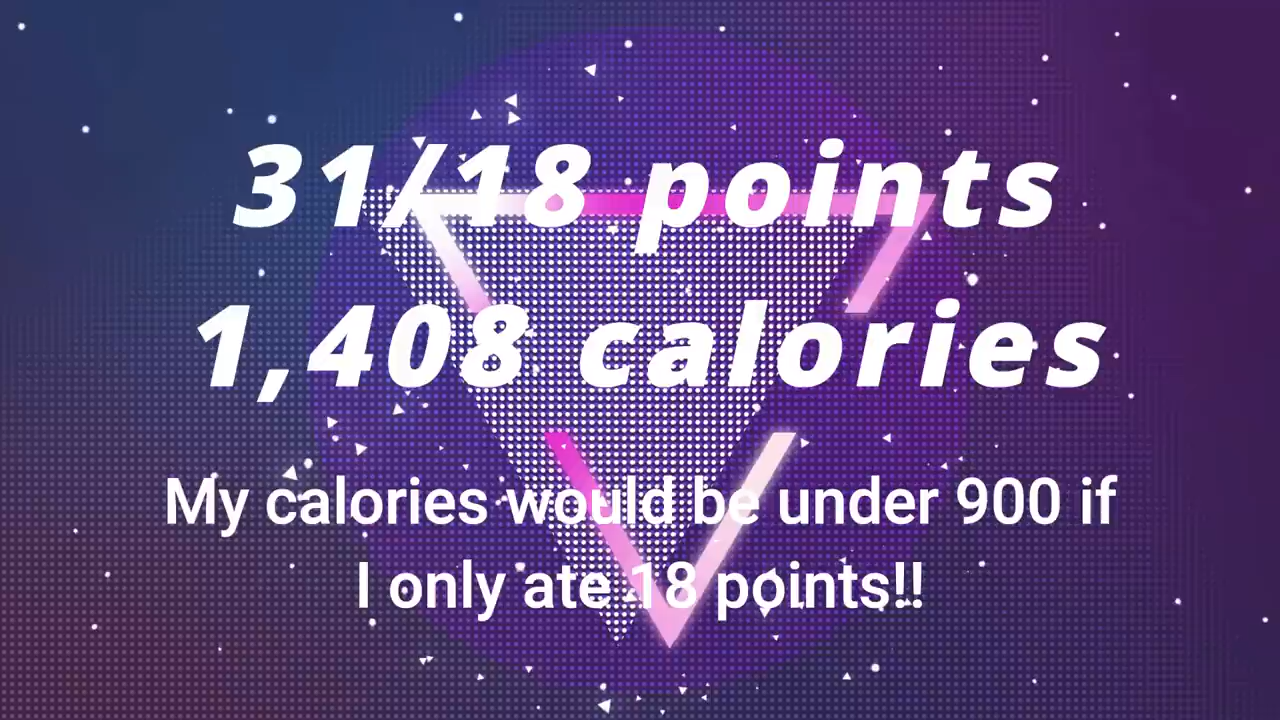 31/18 points
1,408 calories
My calories would be under 900 if
I only ate 18 points!!